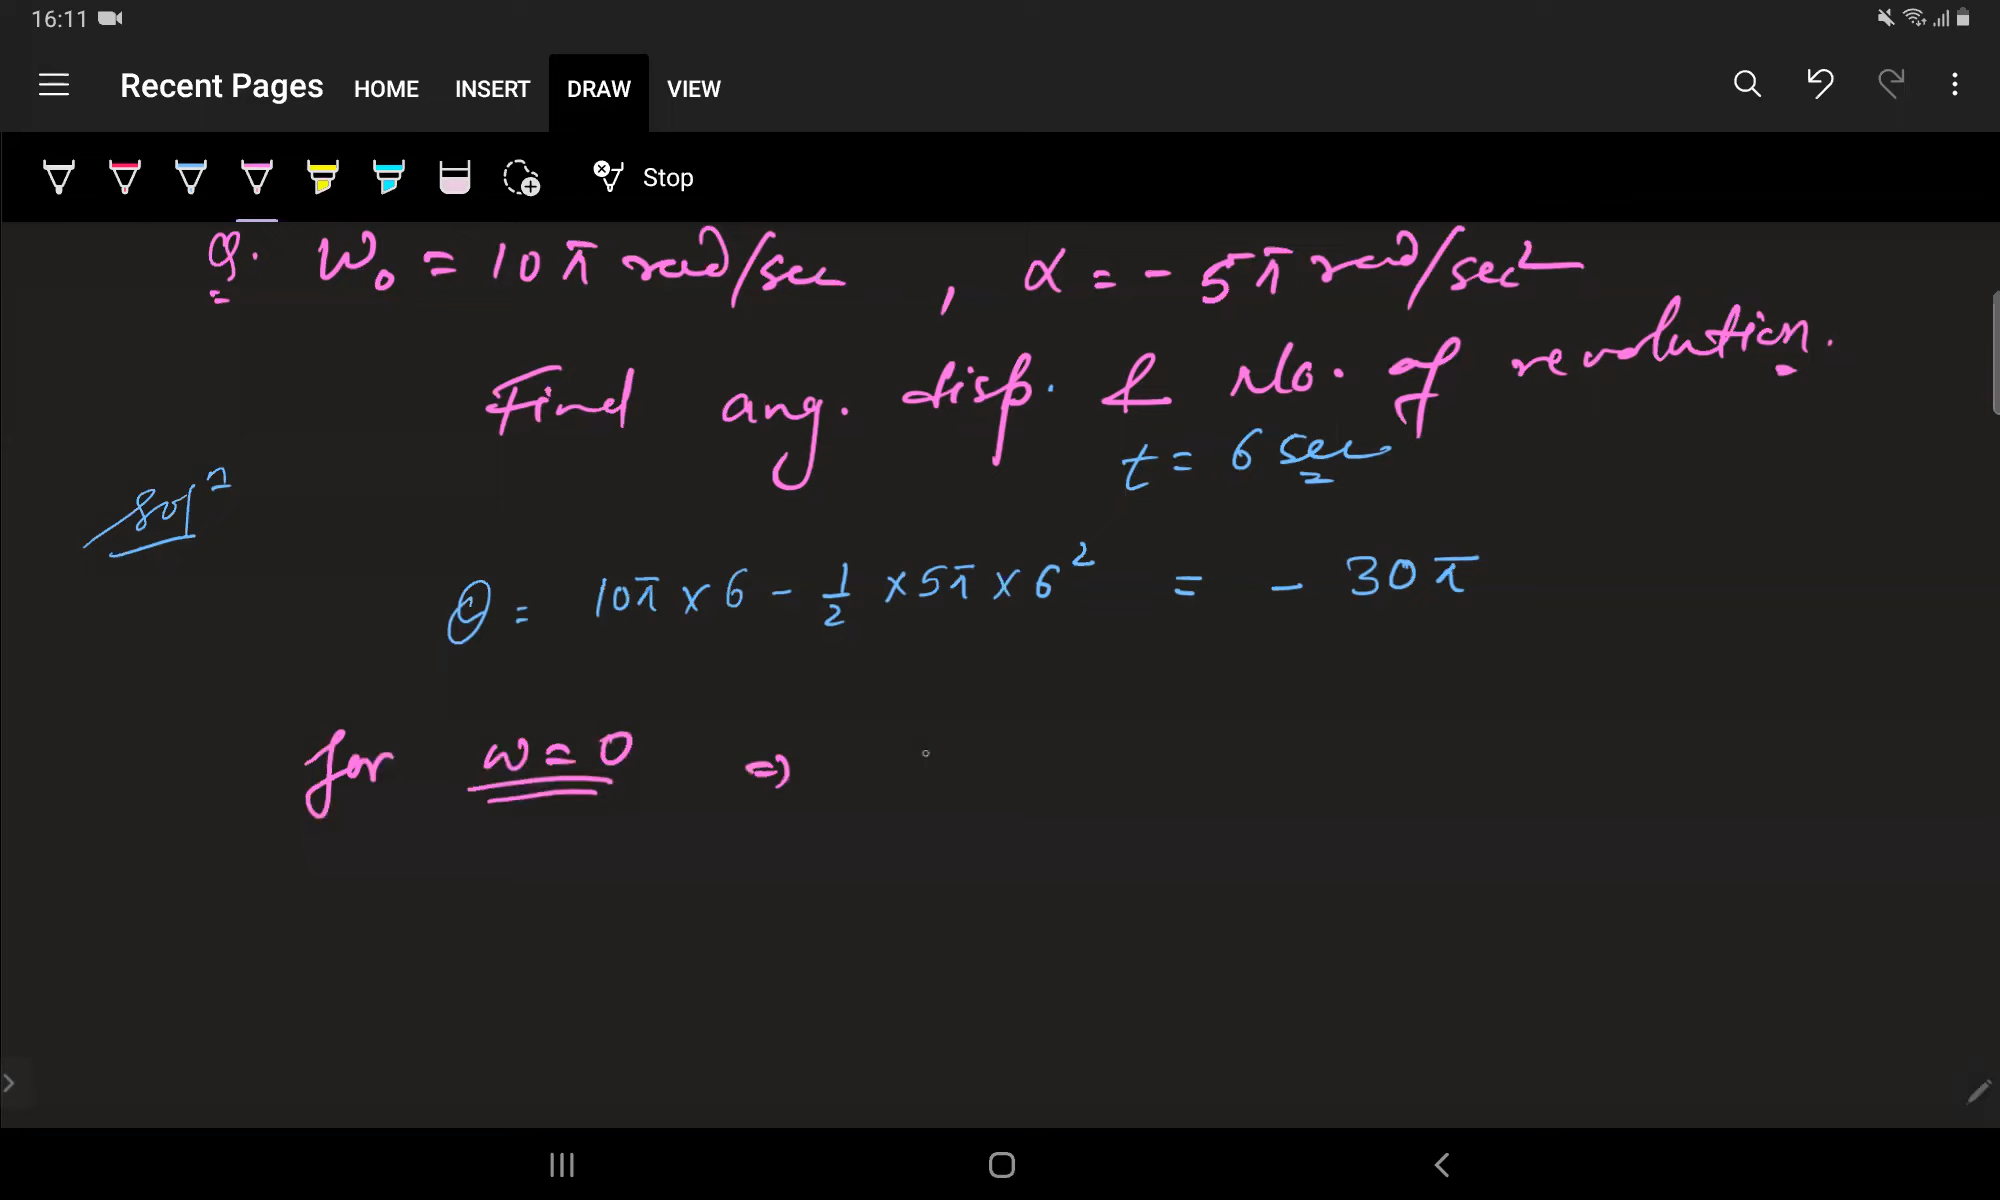 16:11
Recent Pages HOME INSERT DRAW VIEW
Stop
Q. ω₀ = 10π rad/sec , α = - 5π rad/sec²
Find ang. disp. & No. of revolution.
t = 6 sec
Solⁿ
θ = 10π × 6 - 1/2 × 5π × 6² = - 30π
for ω = 0 ⇒